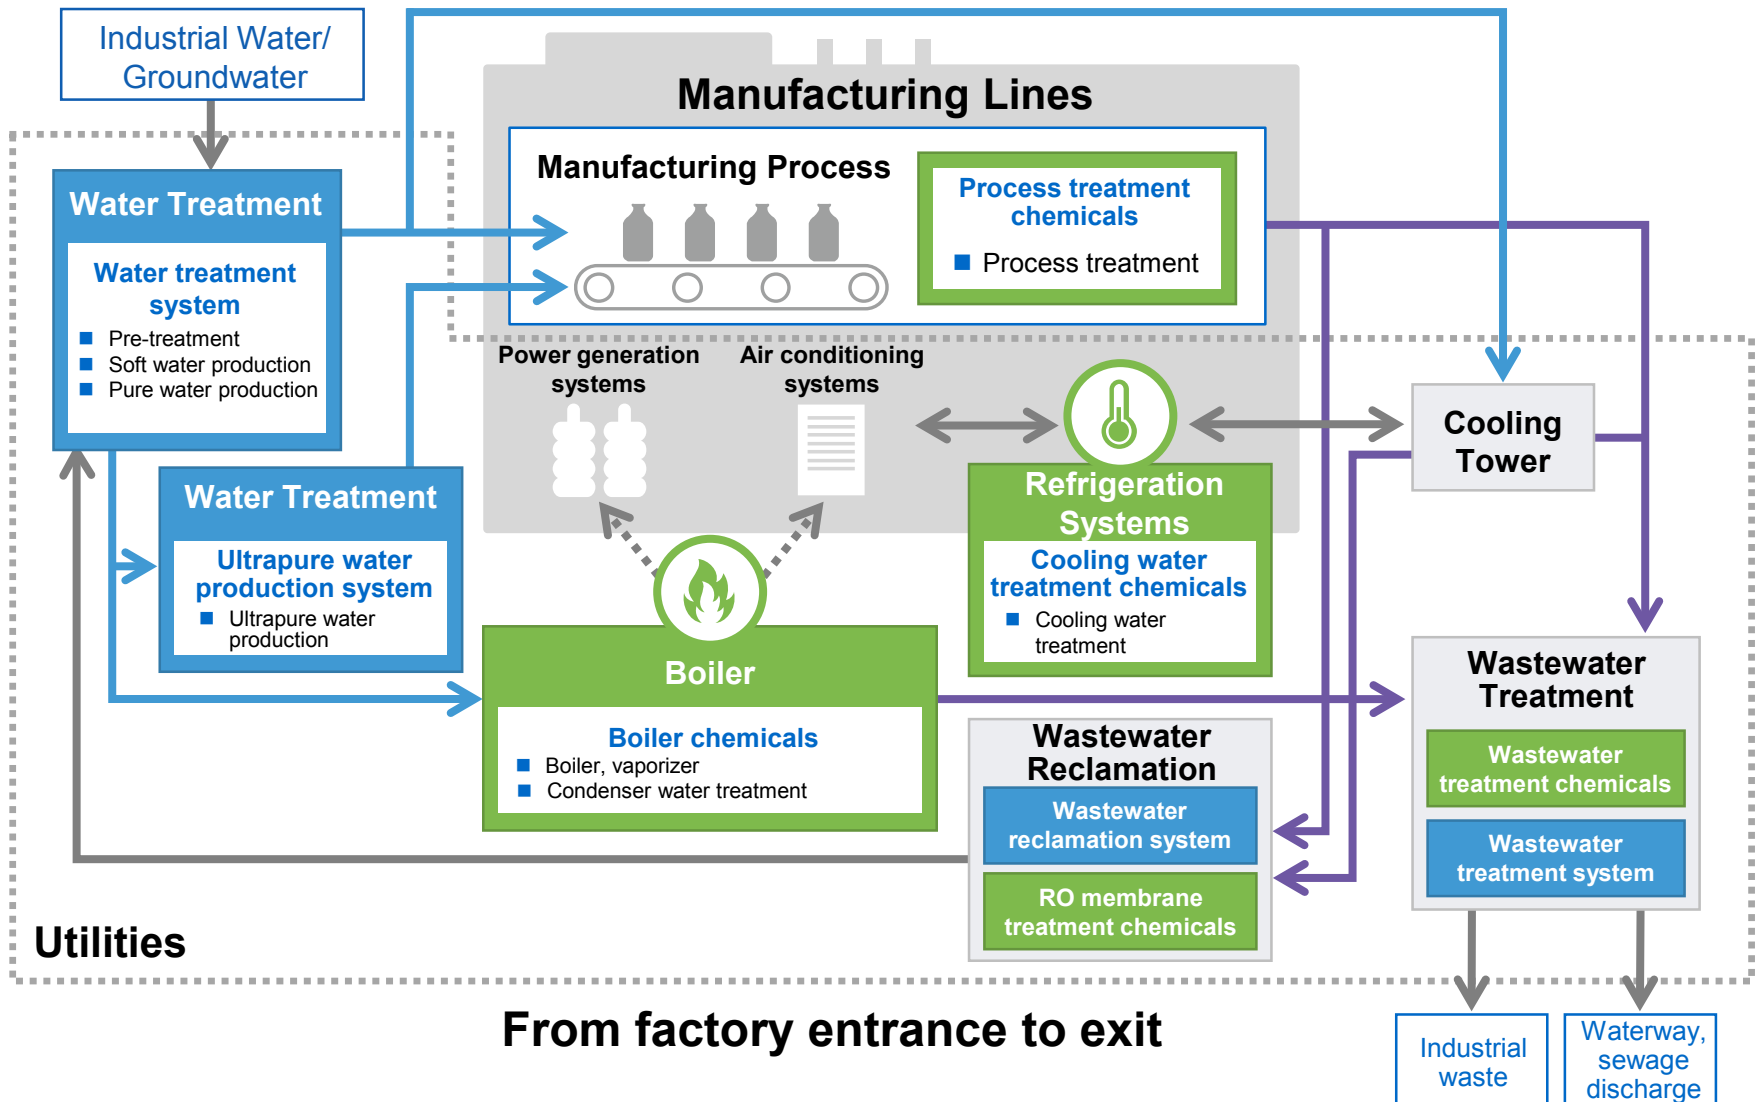 Industrial Water/
Groundwater
Manufacturing Lines
Manufacturing Process
Process treatment
chemicals
Process treatment
Water Treatment
Water treatment
system
Pre-treatment
Soft water production
Pure water production
Power generation
systems
Air conditioning
systems
Cooling
Tower
Water Treatment
Ultrapure water
production system
Ultrapure water
production
Refrigeration
Systems
Cooling water
treatment chemicals
Cooling water
treatment
Boiler
Boiler chemicals
Boiler, vaporizer
Condenser water treatment
Wastewater
Reclamation
Wastewater
reclamation system
RO membrane
treatment chemicals
Wastewater
Treatment
Wastewater
treatment chemicals
Wastewater
treatment system
Utilities
From factory entrance to exit
Industrial
waste
Waterway,
sewage
discharge